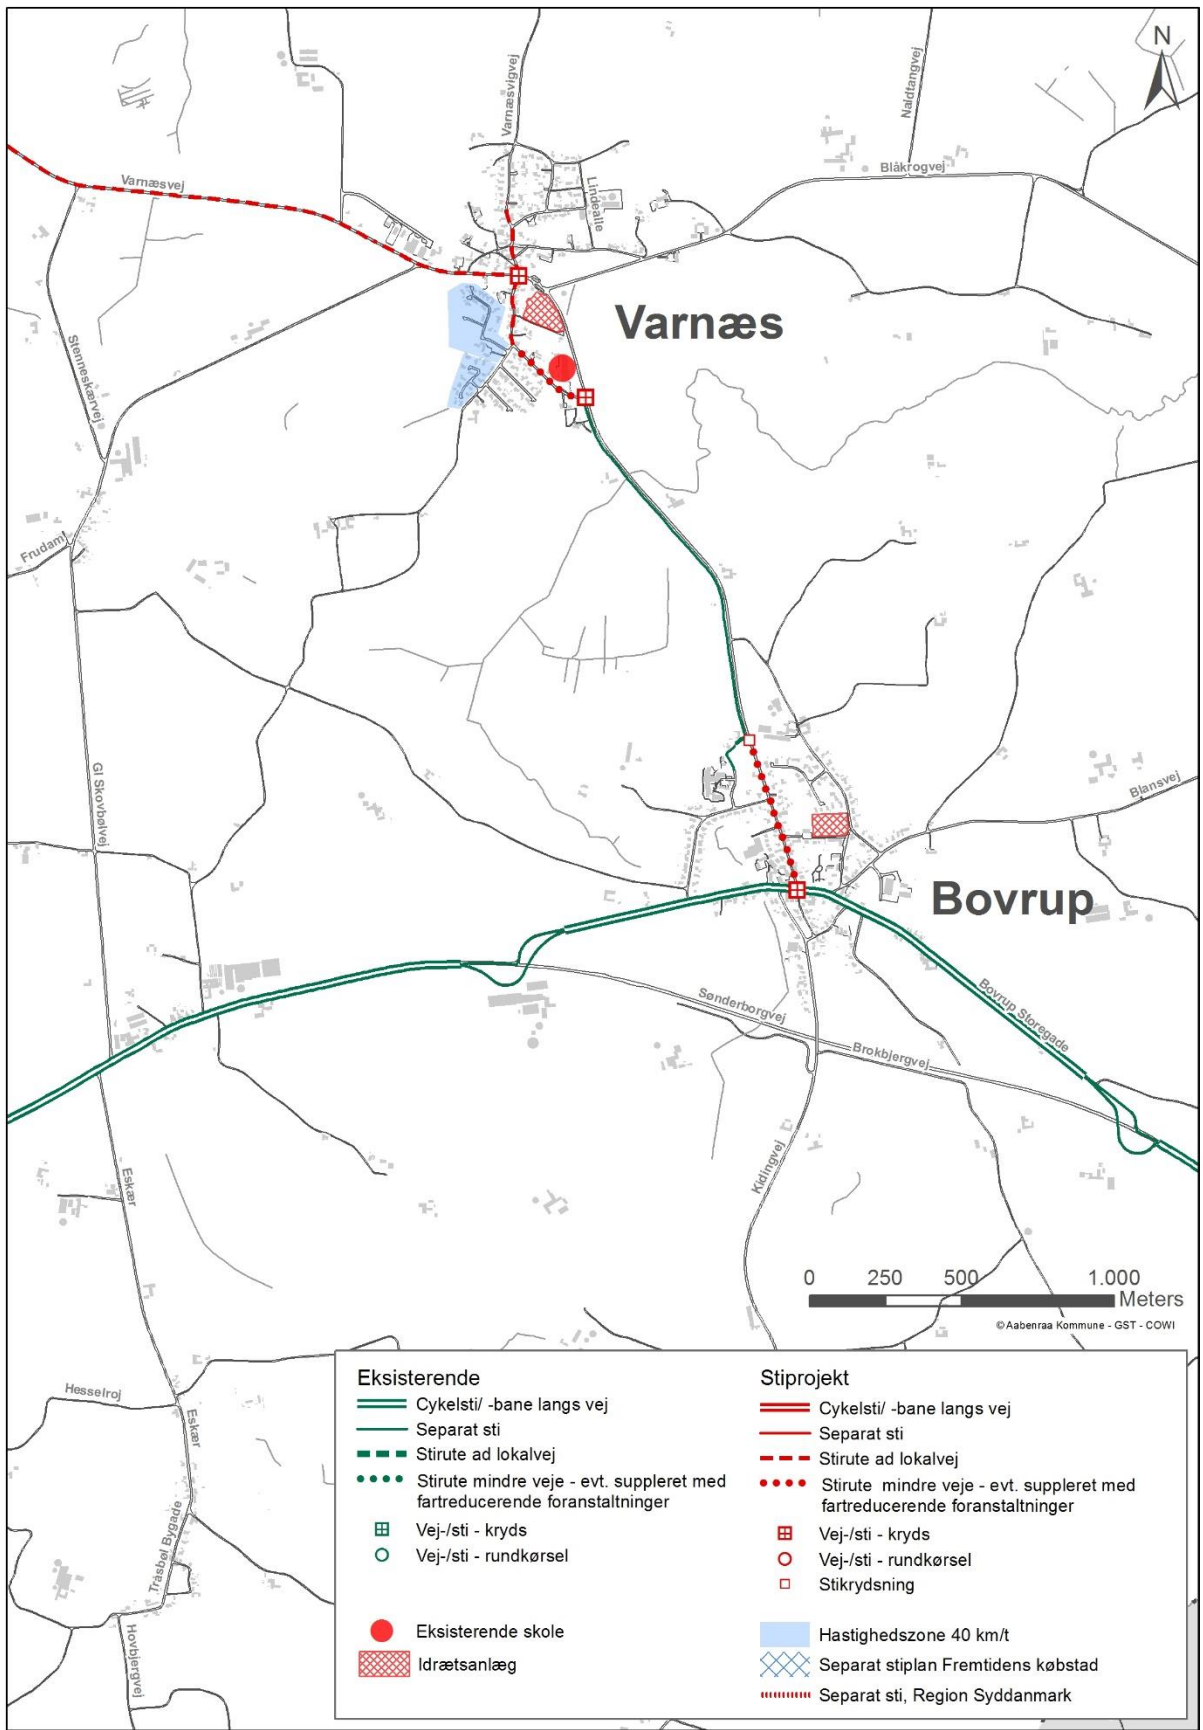 N
Varnæsvigvej
Naldtangvej
Varnæsvej
Blåkrogvej
Lindealle
Varnæs
Stenneskærvej
Frudam
Gl Skovbølvej
Blansvej
Bovrup
Sønderborgvej
Bovrup Storegade
Brokbjergvej
Kidingvej
Eskær
0 250 500 1.000
Meters
©Aabenraa Kommune - GST - COWI
Hesselroj
Eskær
Tråsbøl Bygade
Hovbjergvej
Eksisterende
Cykelsti/ -bane langs vej
Separat sti
Stirute ad lokalvej
Stirute mindre veje - evt. suppleret med
fartreducerende foranstaltninger
Vej-/sti - kryds
Vej-/sti - rundkørsel
Eksisterende skole
Idrætsanlæg
Stiprojekt
Cykelsti/ -bane langs vej
Separat sti
Stirute ad lokalvej
Stirute mindre veje - evt. suppleret med
fartreducerende foranstaltninger
Vej-/sti - kryds
Vej-/sti - rundkørsel
Stikrydsning
Hastighedszone 40 km/t
Separat stiplan Fremtidens købstad
Separat sti, Region Syddanmark